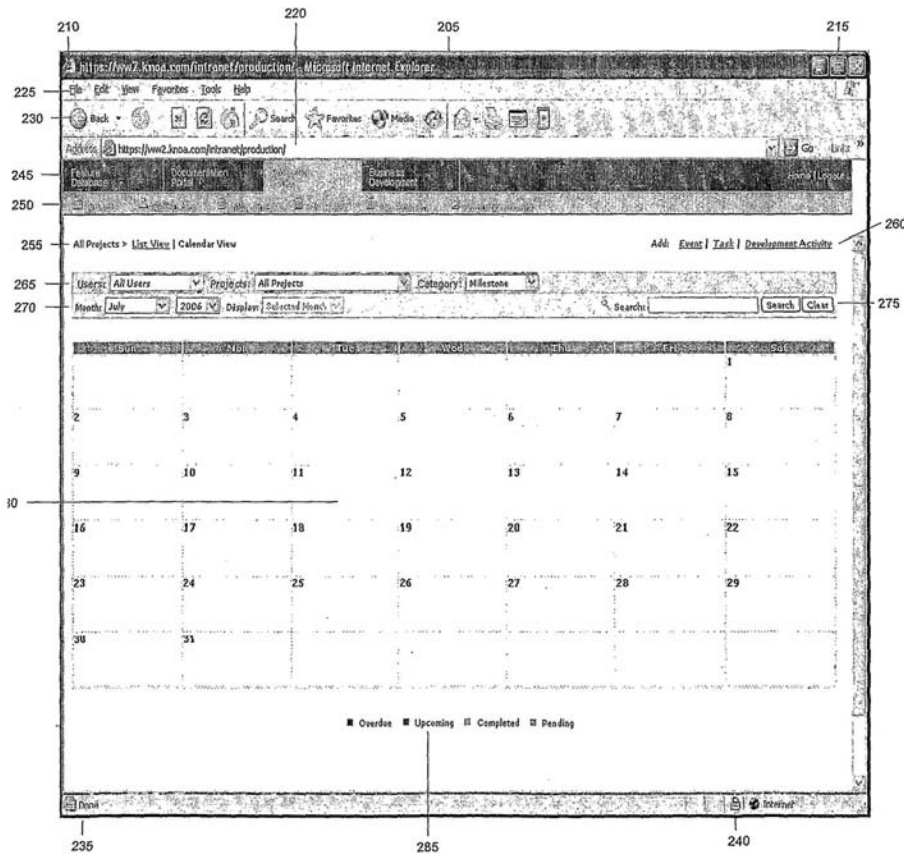 210 220 205 215
https://ww2.knoa.com/intranet/production/ - Microsoft Internet Explorer
225 File Edit View Favorites Tools Help
230 Back Search Favorites Media
Address https://ww2.knoa.com/intranet/production/ Go Links »
245 Feature Database Documentation Portal Business Development Home | Logout
250
255 All Projects > List View | Calendar View Add: Event | Task | Development Activity 260
265 Users: All Users Projects: All Projects Category: Milestone
270 Month: July 2006 Display: Selected Month Search: Search Clear 275
Sun Mon Tue Wed Thu Fri Sat
1
2 3 4 5 6 7 8
9 10 11 12 13 14 15
30
16 17 18 19 20 21 22
23 24 25 26 27 28 29
30 31
Overdue Upcoming Completed Pending
Done Internet
235 285 240